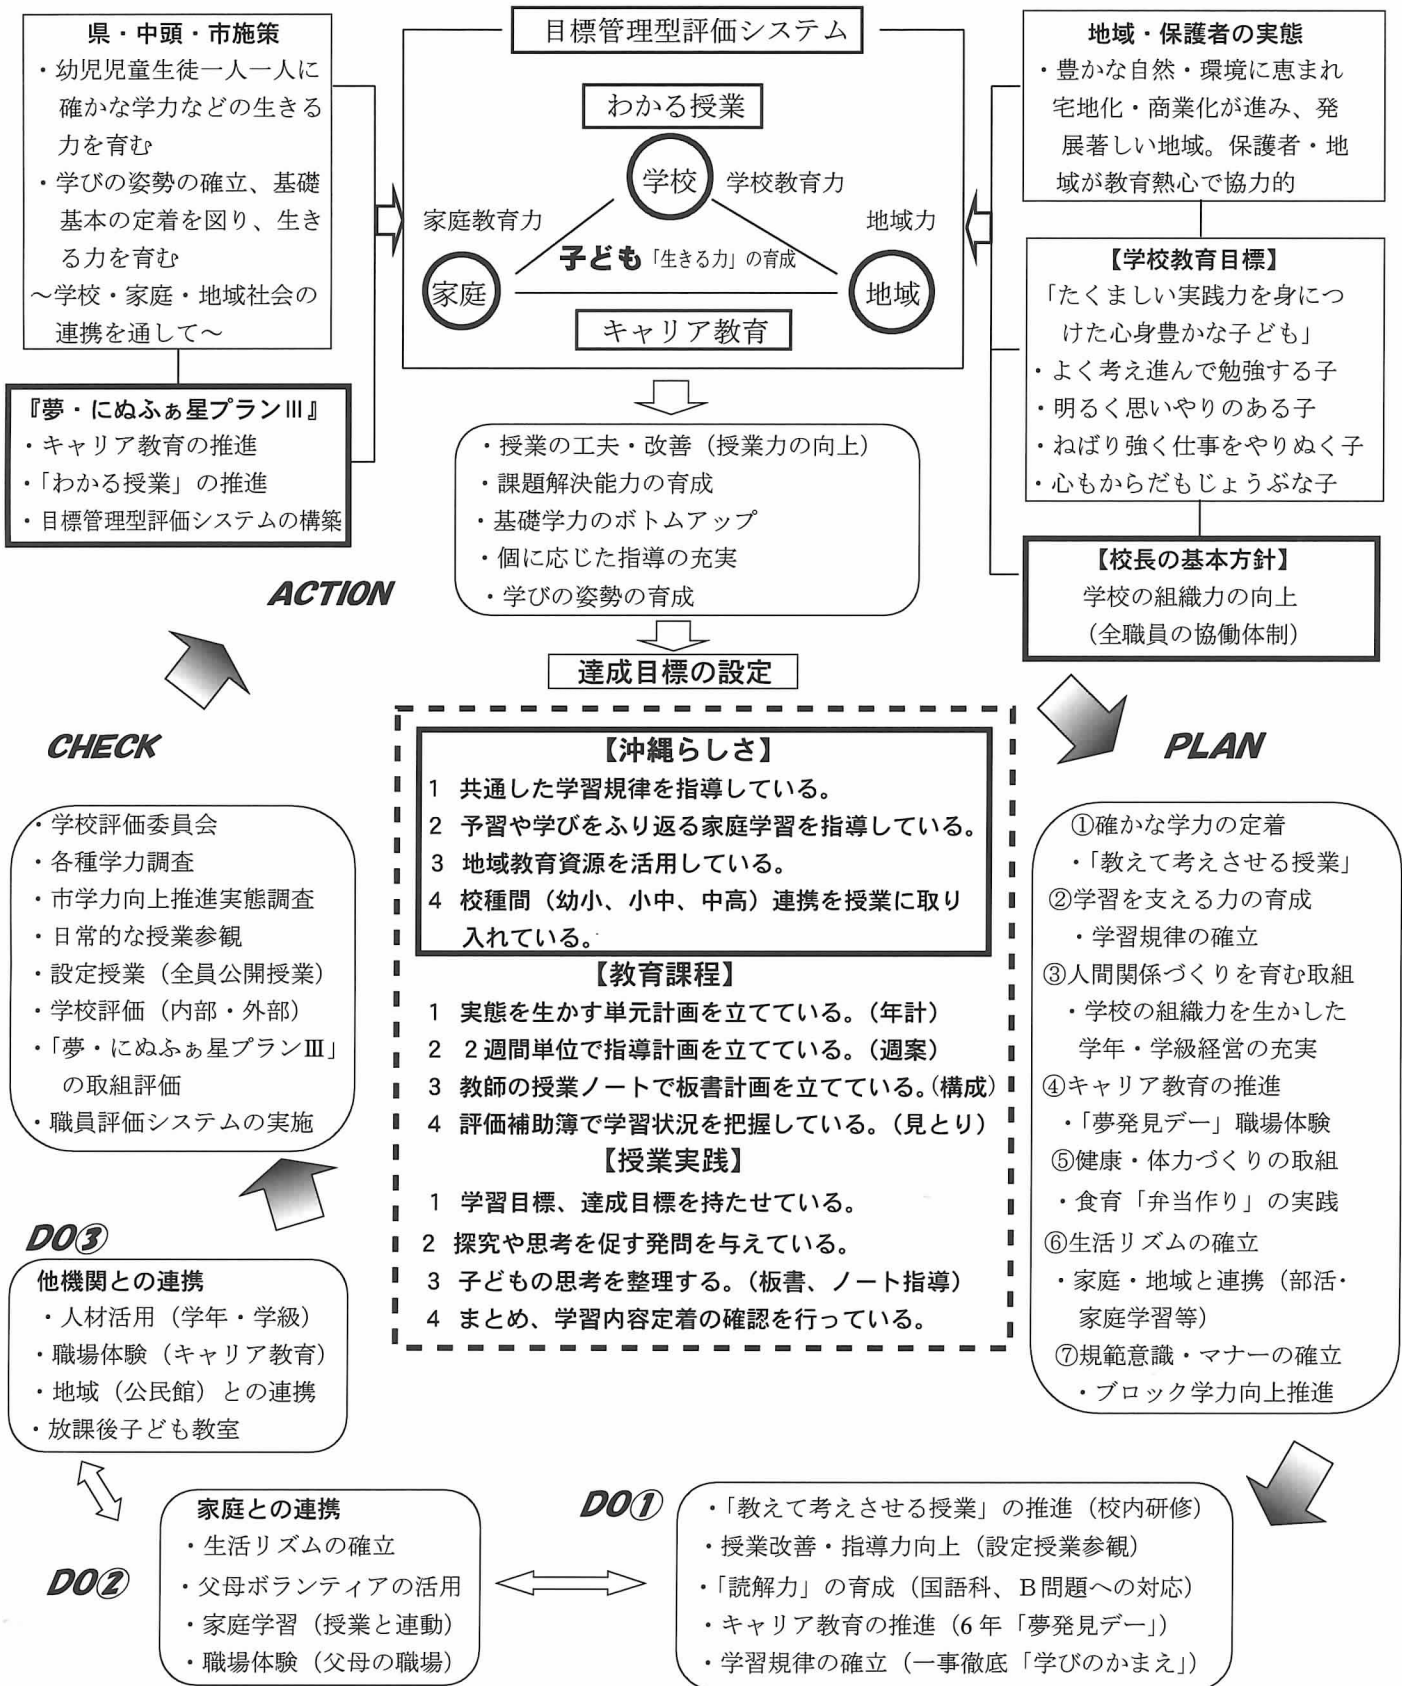 県・中頭・市施策
・幼児児童生徒一人一人に
確かな学力などの生きる
力を育む
・学びの姿勢の確立、基礎
基本の定着を図り、生き
る力を育む
～学校・家庭・地域社会の
連携を通して～
『夢・にぬふぁ星プランⅢ』
・キャリア教育の推進
・「わかる授業」の推進
・目標管理型評価システムの構築
目標管理型評価システム
わかる授業
学校
学校教育力
家庭教育力
地域力
子ども「生きる力」の育成
家庭
地域
キャリア教育
地域・保護者の実態
・豊かな自然・環境に恵まれ
宅地化・商業化が進み、発
展著しい地域。保護者・地
域が教育熱心で協力的
【学校教育目標】
「たくましい実践力を身につ
けた心身豊かな子ども」
・よく考え進んで勉強する子
・明るく思いやりのある子
・ねばり強く仕事をやりぬく子
・心もからだもじょうぶな子
【校長の基本方針】
学校の組織力の向上
（全職員の協働体制）
・授業の工夫・改善（授業力の向上）
・課題解決能力の育成
・基礎学力のボトムアップ
・個に応じた指導の充実
・学びの姿勢の育成
達成目標の設定
【沖縄らしさ】
1 共通した学習規律を指導している。
2 予習や学びをふり返る家庭学習を指導している。
3 地域教育資源を活用している。
4 校種間（幼小、小中、中高）連携を授業に取り
入れている。
【教育課程】
1 実態を生かす単元計画を立てている。（年計）
2 2週間単位で指導計画を立てている。（週案）
3 教師の授業ノートで板書計画を立てている。（構成）
4 評価補助簿で学習状況を把握している。（見とり）
【授業実践】
1 学習目標、達成目標を持たせている。
2 探究や思考を促す発問を与えている。
3 子どもの思考を整理する。（板書、ノート指導）
4 まとめ、学習内容定着の確認を行っている。
PLAN
①確かな学力の定着
・「教えて考えさせる授業」
②学習を支える力の育成
・学習規律の確立
③人間関係づくりを育む取組
・学校の組織力を生かした
学年・学級経営の充実
④キャリア教育の推進
・「夢発見デー」職場体験
⑤健康・体力づくりの取組
・食育「弁当作り」の実践
⑥生活リズムの確立
・家庭・地域と連携（部活・
家庭学習等）
⑦規範意識・マナーの確立
・ブロック学力向上推進
DO①
・「教えて考えさせる授業」の推進（校内研修）
・授業改善・指導力向上（設定授業参観）
・「読解力」の育成（国語科、B問題への対応）
・キャリア教育の推進（6年「夢発見デー」）
・学習規律の確立（一事徹底「学びのかまえ」）
DO②
家庭との連携
・生活リズムの確立
・父母ボランティアの活用
・家庭学習（授業と連動）
・職場体験（父母の職場）
DO③
他機関との連携
・人材活用（学年・学級）
・職場体験（キャリア教育）
・地域（公民館）との連携
・放課後子ども教室
CHECK
・学校評価委員会
・各種学力調査
・市学力向上推進実態調査
・日常的な授業参観
・設定授業（全員公開授業）
・学校評価（内部・外部）
・「夢・にぬふぁ星プランⅢ」
の取組評価
・職員評価システムの実施
ACTION